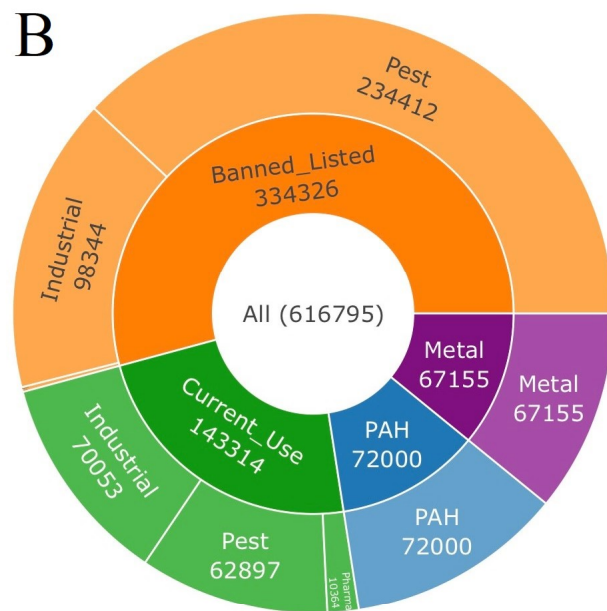 B
Pest
234412
Banned_Listed
334326
Industrial
98344
All (616795)
Metal
67155
Metal
67155
Current_Use
143314
PAH
72000
Industrial
70053
Pest
62897
Pharma
10364
PAH
72000